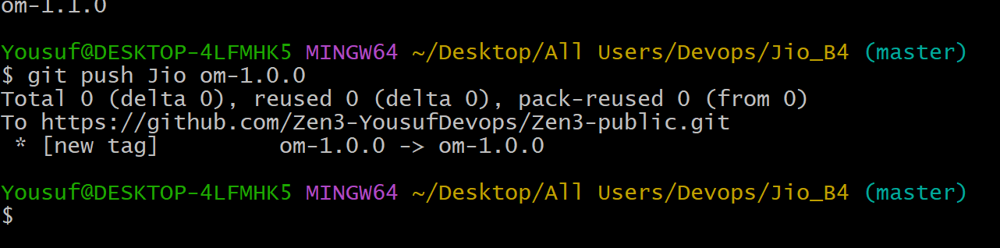 om-1.1.0
Yousuf@DESKTOP-4LFMHK5 MINGW64 ~/Desktop/All Users/Devops/Jio_B4 (master)
$ git push Jio om-1.0.0
Total 0 (delta 0), reused 0 (delta 0), pack-reused 0 (from 0)
To https://github.com/Zen3-YousufDevops/Zen3-public.git
 * [new tag]         om-1.0.0 -> om-1.0.0
Yousuf@DESKTOP-4LFMHK5 MINGW64 ~/Desktop/All Users/Devops/Jio_B4 (master)
$